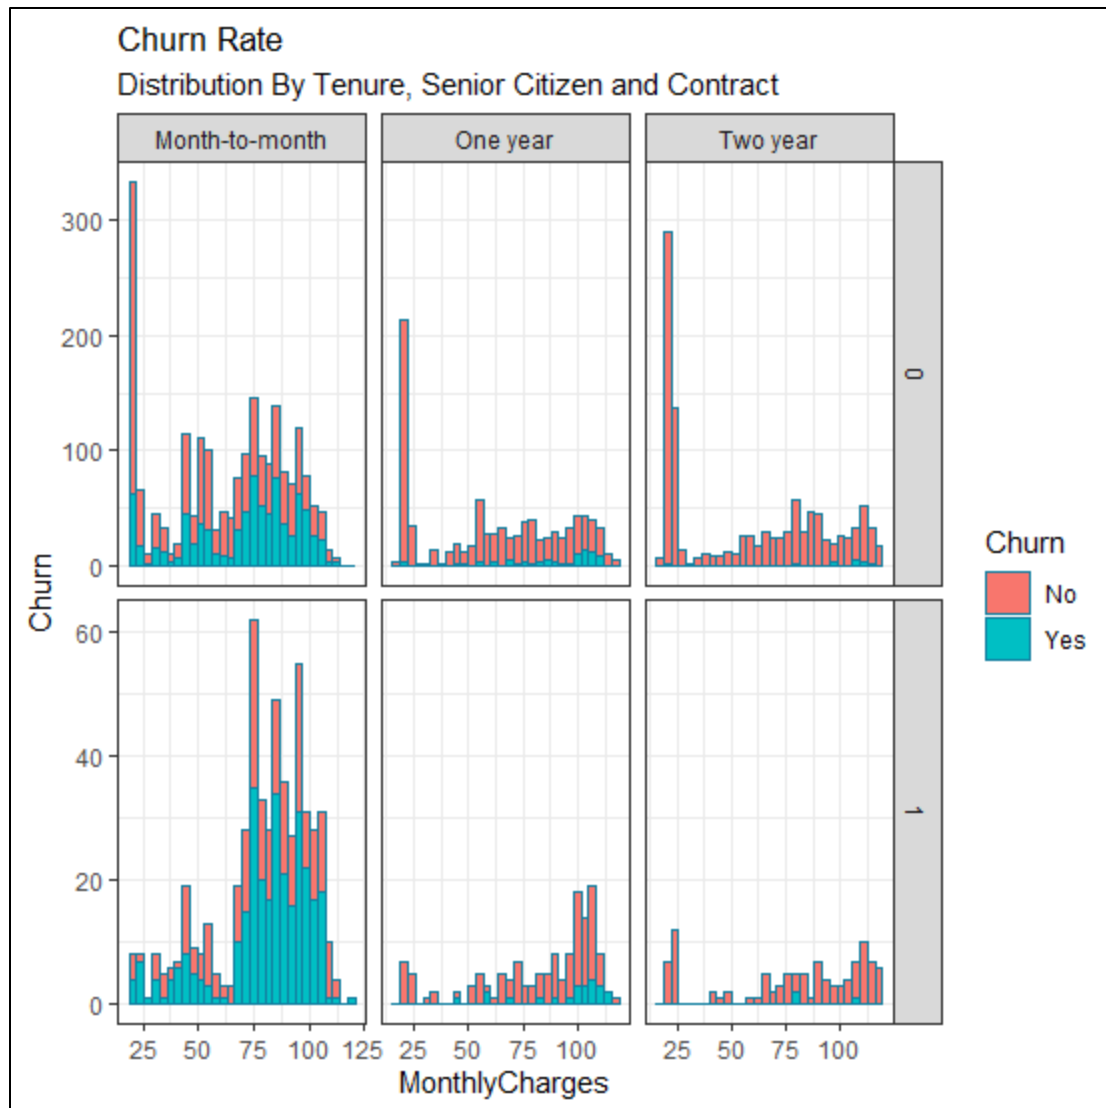 Churn Rate
Distribution By Tenure, Senior Citizen and Contract
Month-to-month
One year
Two year
300
200
100
0
0
60
40
20
0
1
25 50 75 100 125
25 50 75 100
25 50 75 100
MonthlyCharges
Churn
Churn
No
Yes